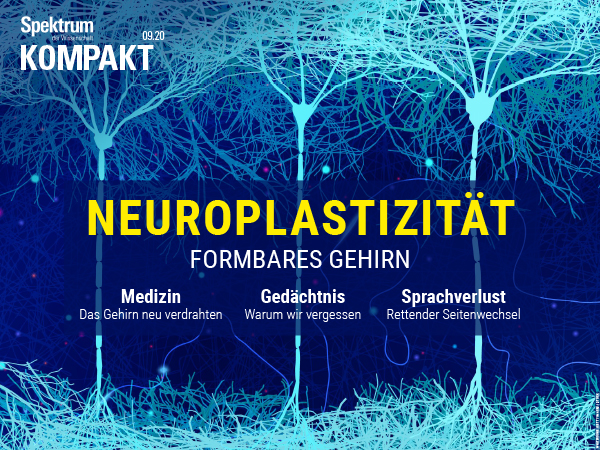 Spektrum
der Wissenschaft
KOMPAKT
09.20
NEUROPLASTIZITÄT
FORMBARES GEHIRN
Medizin
Das Gehirn neu verdrahten
Gedächtnis
Warum wir vergessen
Sprachverlust
Rettender Seitenwechsel